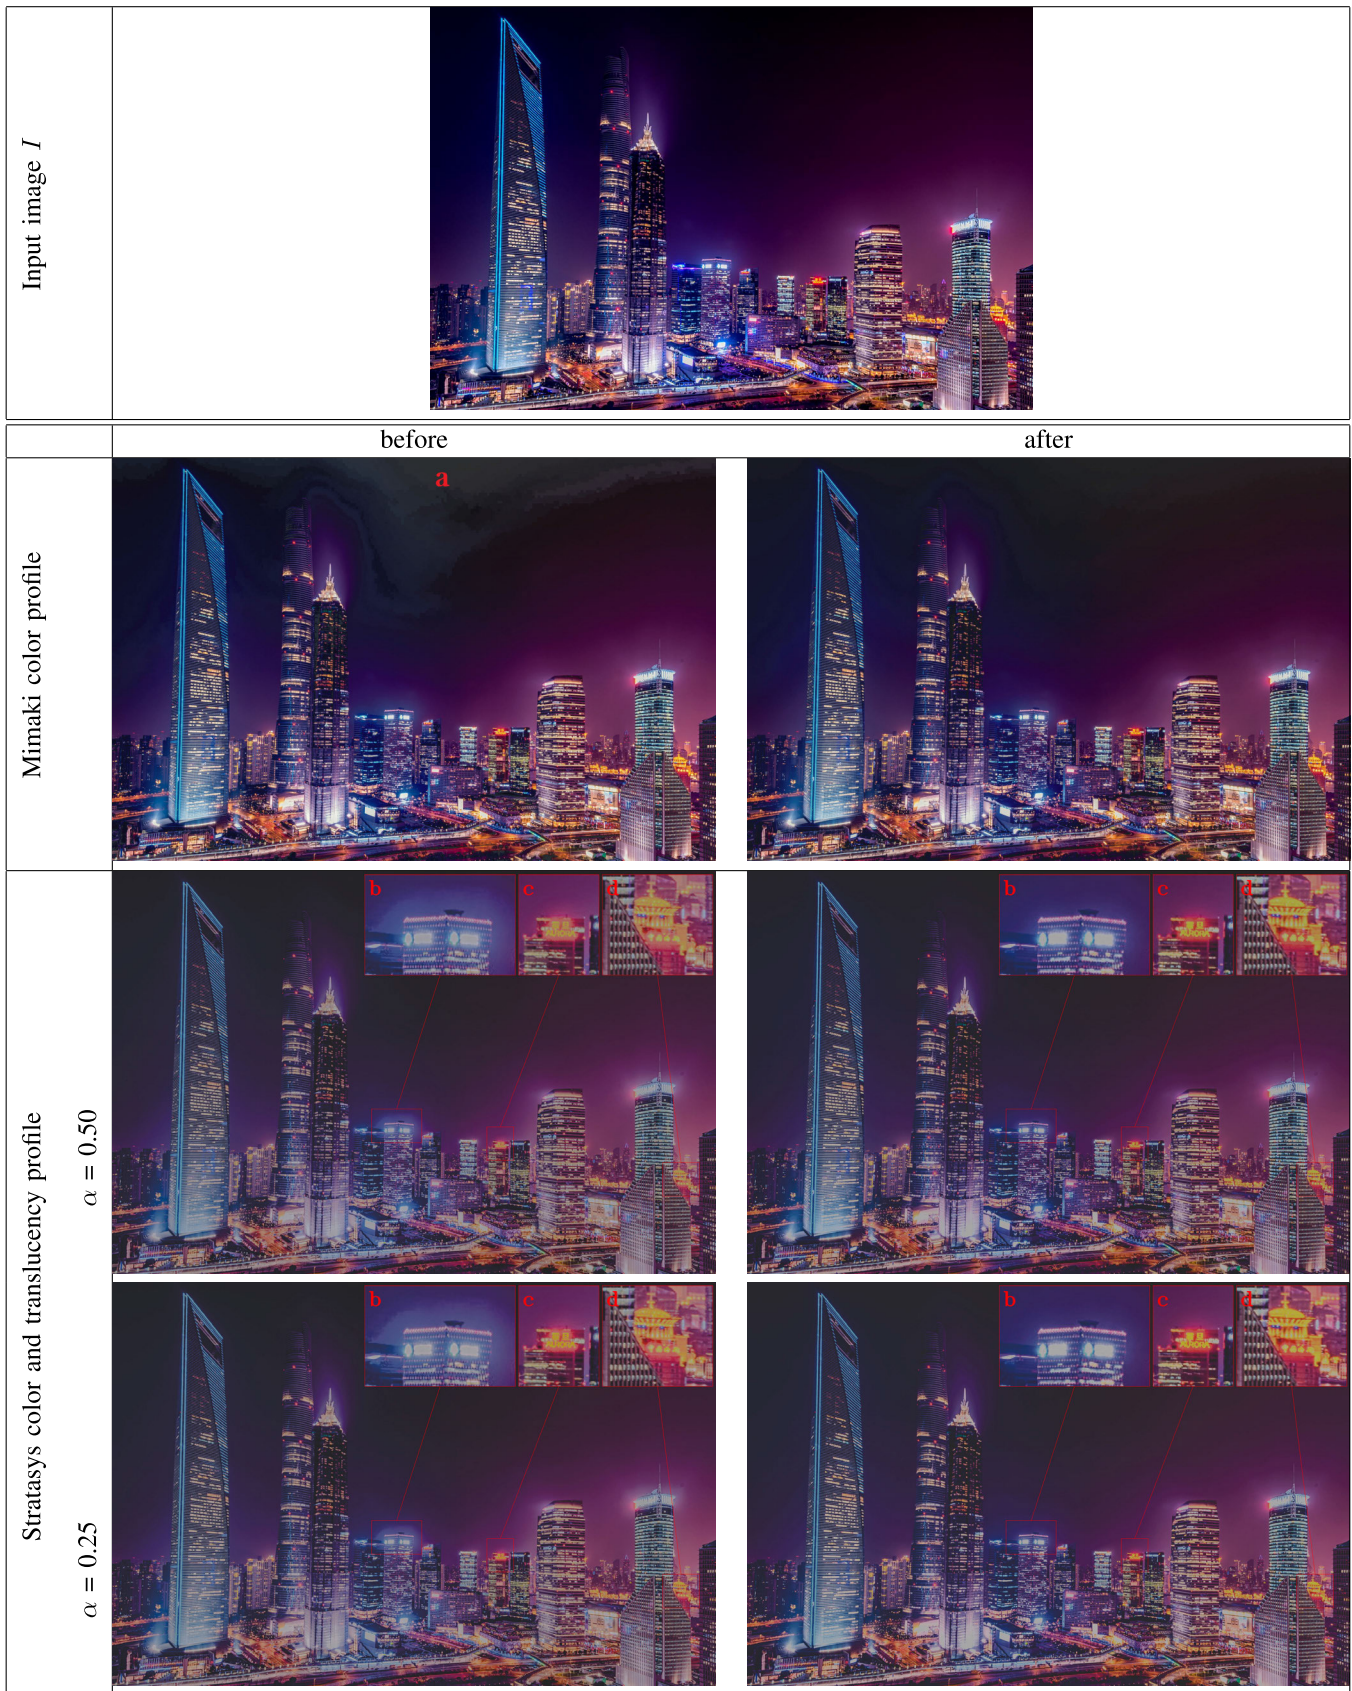 Input image I
before
after
Mimaki color profile
a
Stratasys color and translucency profile
α = 0.50
b
c
d
b
c
d
α = 0.25
b
c
d
b
c
d